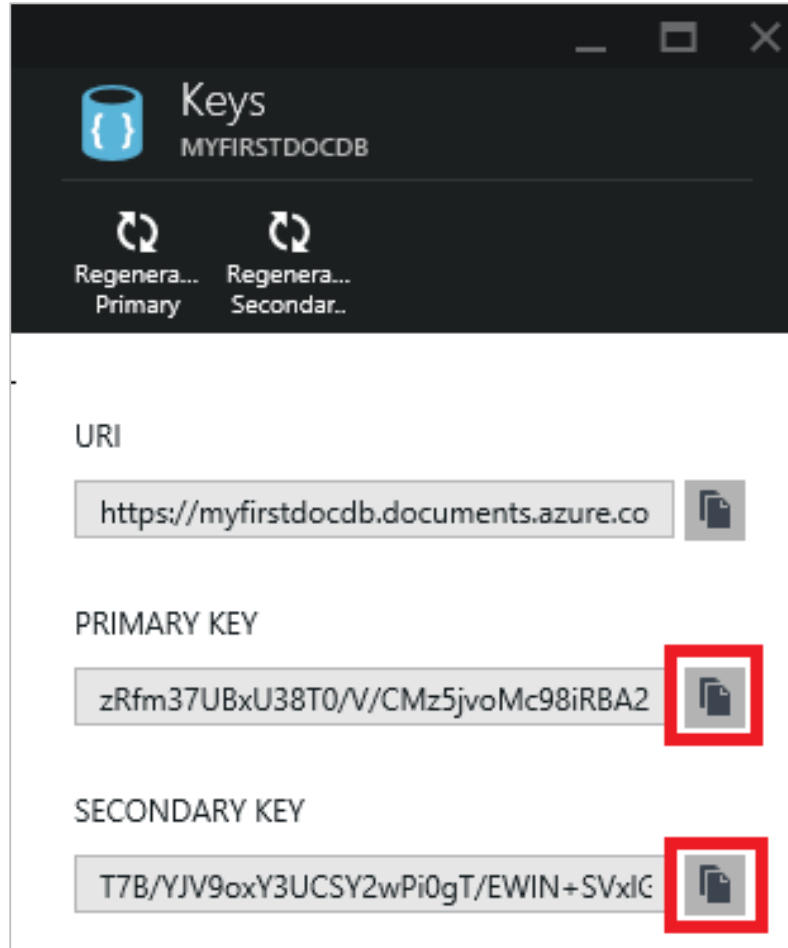 Keys
MYFIRSTDOCDB
Regenera... Regenera...
Primary Secondar..
URI
https://myfirstdocdb.documents.azure.co
PRIMARY KEY
zRfm37UBxU38T0/V/CMz5jvoMc98iRBA2
SECONDARY KEY
T7B/YJV9oxY3UCSY2wPi0gT/EWIN+SVxlG